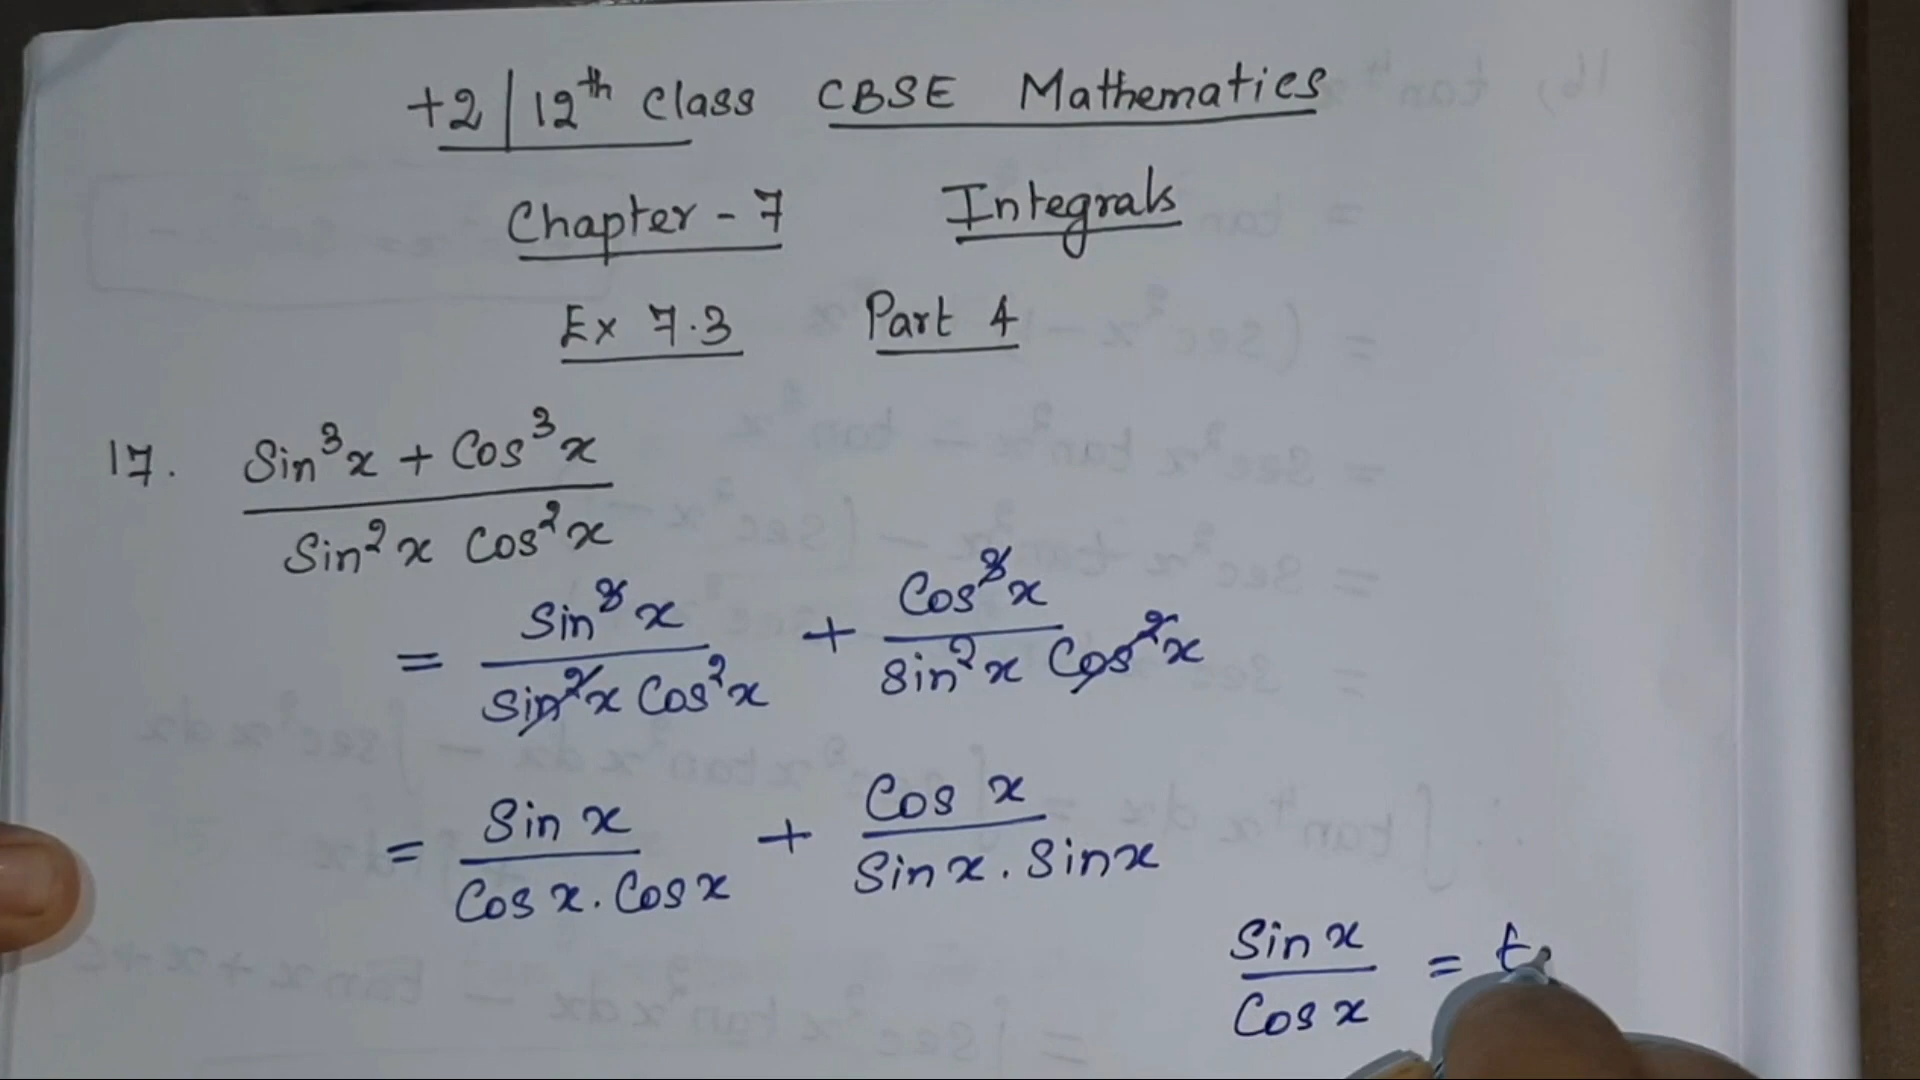 +2 | 12th Class CBSE Mathematics
Chapter - 7 Integrals
Ex 7.3 Part 4
17. (Sin³x + Cos³x) / (Sin²x Cos²x)
= Sin³x / (Sin²x Cos²x) + Cos³x / (Sin²x Cos²x)
= Sin x / (Cos x . Cos x) + Cos x / (Sin x . Sin x)
Sin x / Cos x = t